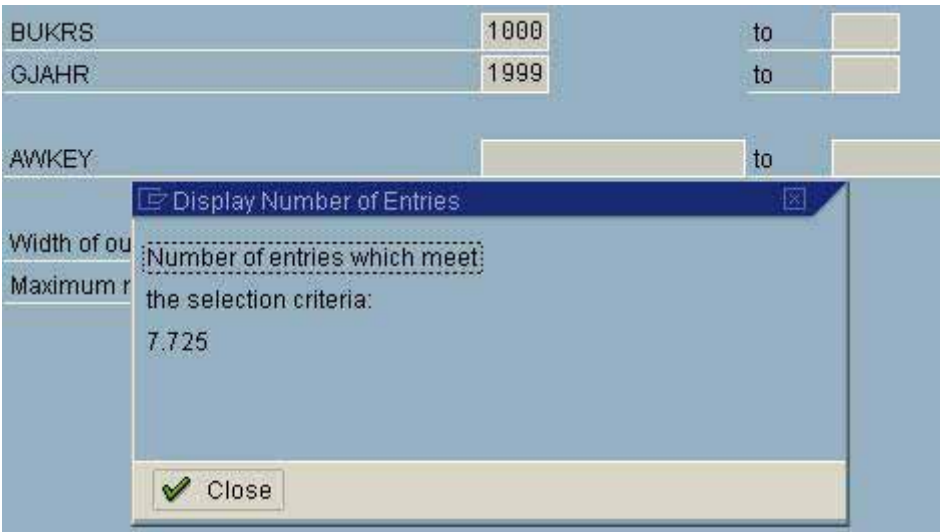 BUKRS 1000 to
GJAHR 1999 to
AWKEY to
Display Number of Entries
Width of ou
Number of entries which meet
Maximum r
the selection criteria:
7.725
Close